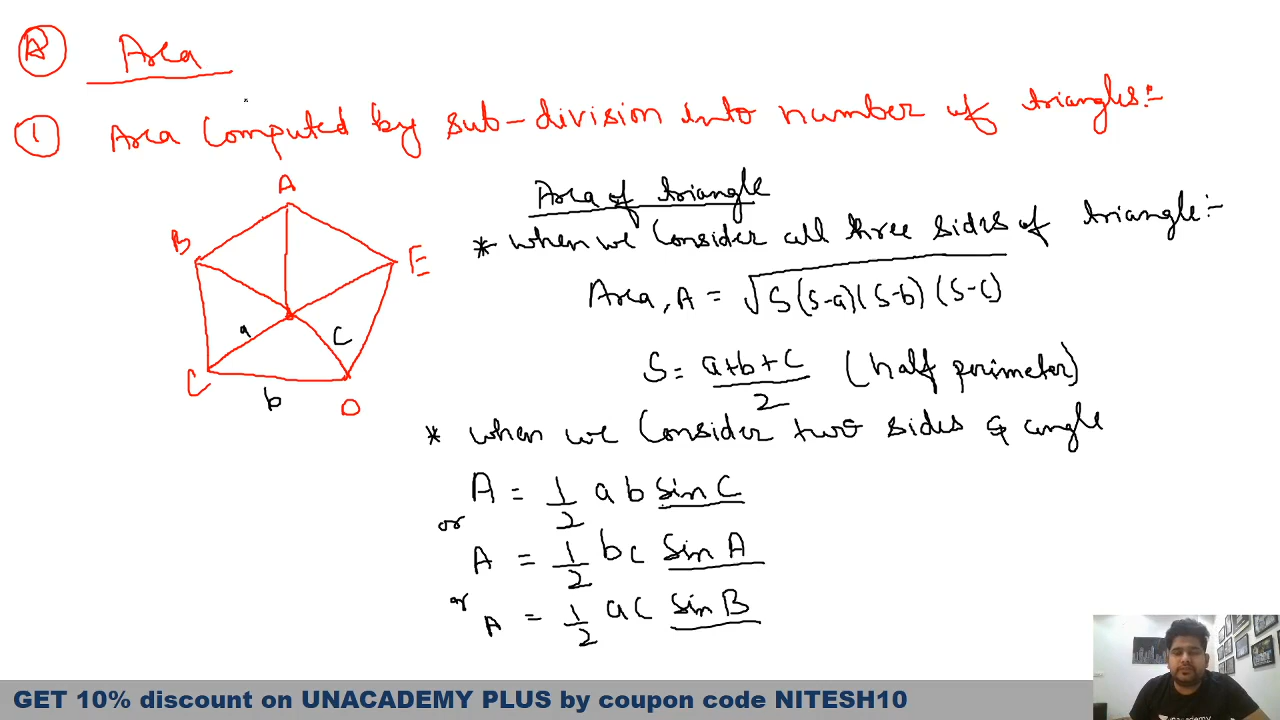 A Area
1 Area Computed by sub-division into number of triangles:-
A
B
E
a
C
C
b
D
Area of triangle
* when we Consider all three sides of triangle:-
Area, A = √S(S-a)(S-b)(S-c)
S = a+b+c/2 (half perimeter)
* when we Consider two sides & angle
A = 1/2 ab sin C
or
A = 1/2 bc sin A
or
A = 1/2 ac sin B
GET 10% discount on UNACADEMY PLUS by coupon code NITESH10